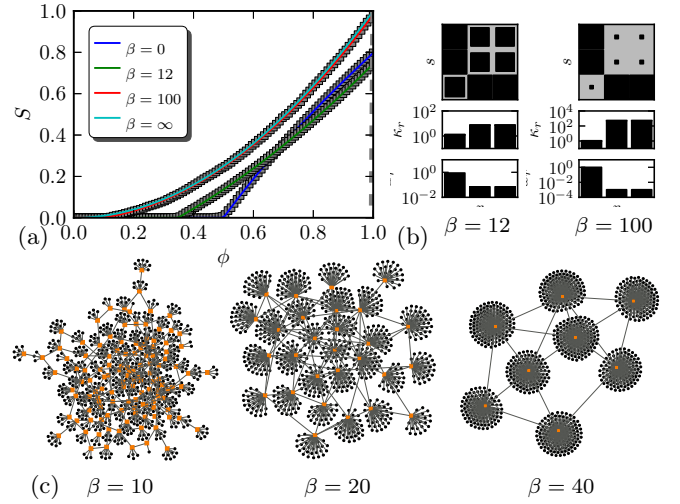 (a)
S
1.0
0.8
0.6
0.4
0.2
0.0
β = 0
β = 12
β = 100
β = ∞
0.0 0.2 0.4 0.6 0.8 1.0
ϕ
(b)
s
κr
10² 10⁰
10⁰ 10⁻²
β = 12
s
κr
10⁴ 10² 10⁰
10⁰ 10⁻² 10⁻⁴
β = 100
(c)
β = 10 β = 20 β = 40